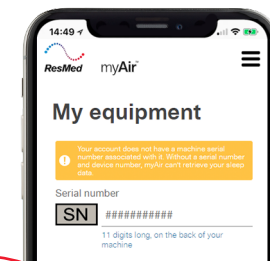 14:49
ResMed myAir™
My equipment
Your account does not have a machine serial
number associated with it. Without a serial number
and device number, myAir can't retrieve your sleep
data.
Serial number
SN ###########
11 digits long, on the back of your
machine